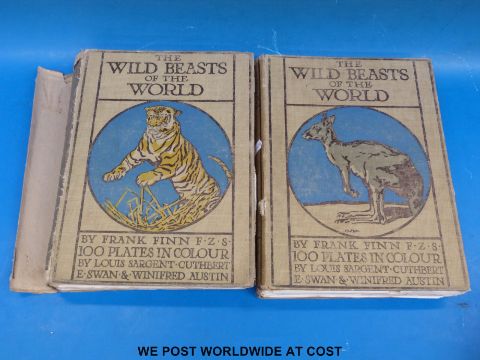 THE
WILD BEASTS
OF THE
WORLD
BY FRANK FINN F·Z·S·
100 PLATES IN COLOUR
BY LOUIS SARGENT·CUTHBERT
E·SWAN·&·WINIFRED AUSTIN
THE
WILD BEASTS
OF THE
WORLD
BY FRANK FINN F·Z·S·
100 PLATES IN COLOUR
BY LOUIS SARGENT·CUTHBERT
E·SWAN·&·WINIFRED AUSTIN
WE POST WORLDWIDE AT COST